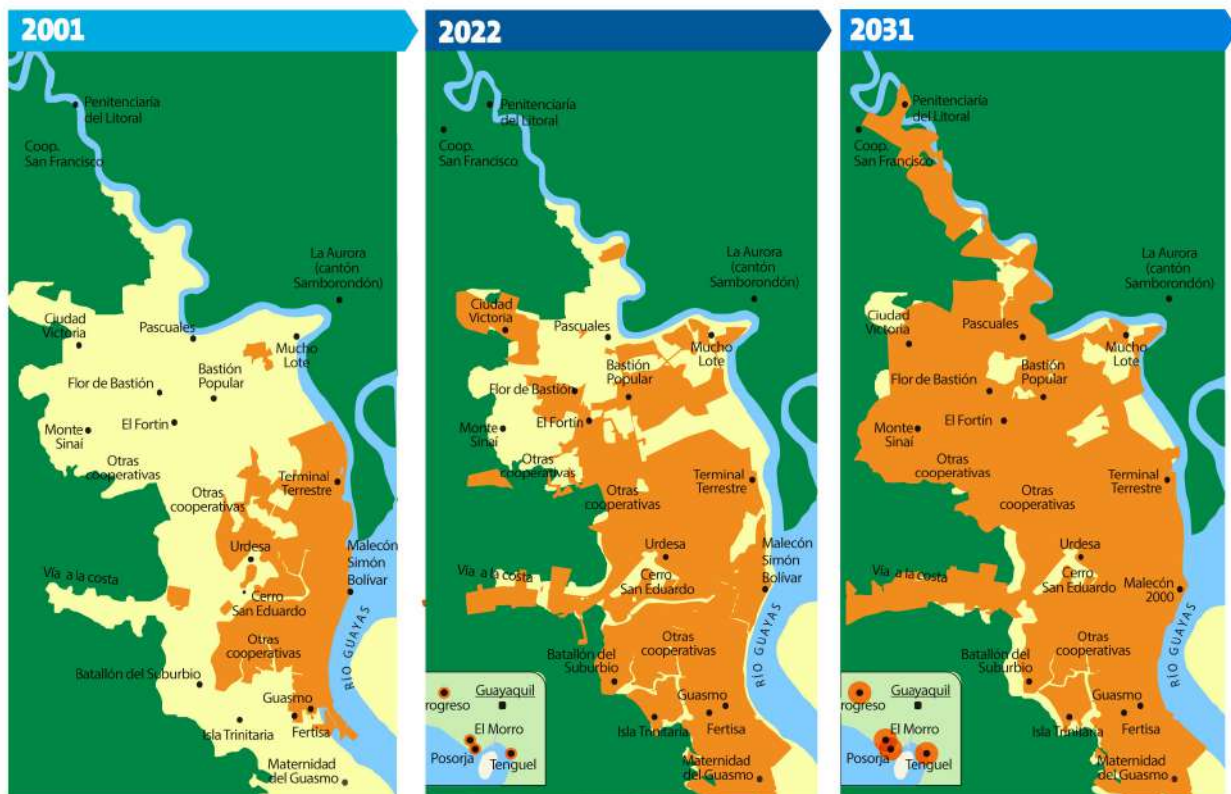 2001
Penitenciaría
del Litoral
Coop.
San Francisco
La Aurora
(cantón
Samborondón)
Ciudad
Victoria
Pascuales
Mucho
Lote
Bastión
Popular
Flor de Bastión
El Fortín
Monte
Sinaí
Otras
cooperativas
Otras
cooperativas
Terminal
Terrestre
Urdesa
Malecón
Simón
Bolívar
Vía a la costa
Cerro
San Eduardo
Otras
cooperativas
RÍO GUAYAS
Batallón del Suburbio
Guasmo
Isla Trinitaria
Fertisa
Maternidad
del Guasmo
2022
Penitenciaría
del Litoral
Coop.
San Francisco
La Aurora
(cantón
Samborondón)
Ciudad
Victoria
Pascuales
Mucho
Lote
Bastión
Popular
Flor de Bastión
El Fortín
Monte
Sinaí
Otras
cooperativas
Otras
cooperativas
Terminal
Terrestre
Urdesa
Malecón
Simón
Bolívar
Vía a la costa
Cerro
San Eduardo
Otras
cooperativas
RÍO GUAYAS
Batallón del
Suburbio
Guasmo
Isla Trinitaria
Fertisa
Maternidad
del Guasmo
Guayaquil
rogreso
El Morro
Posorja
Tenguel
2031
Penitenciaría
del Litoral
Coop.
San Francisco
La Aurora
(cantón
Samborondón)
Ciudad
Victoria
Pascuales
Mucho
Lote
Bastión
Popular
Flor de Bastión
El Fortín
Monte
Sinaí
Otras
cooperativas
Otras
cooperativas
Terminal
Terrestre
Urdesa
Vía a la costa
Cerro
San Eduardo
Malecón
2000
Otras
cooperativas
RÍO GUAYAS
Batallón del
Suburbio
Guasmo
Isla Trinitaria
Fertisa
Maternidad
del Guasmo
Guayaquil
rogreso
El Morro
Posorja
Tenguel